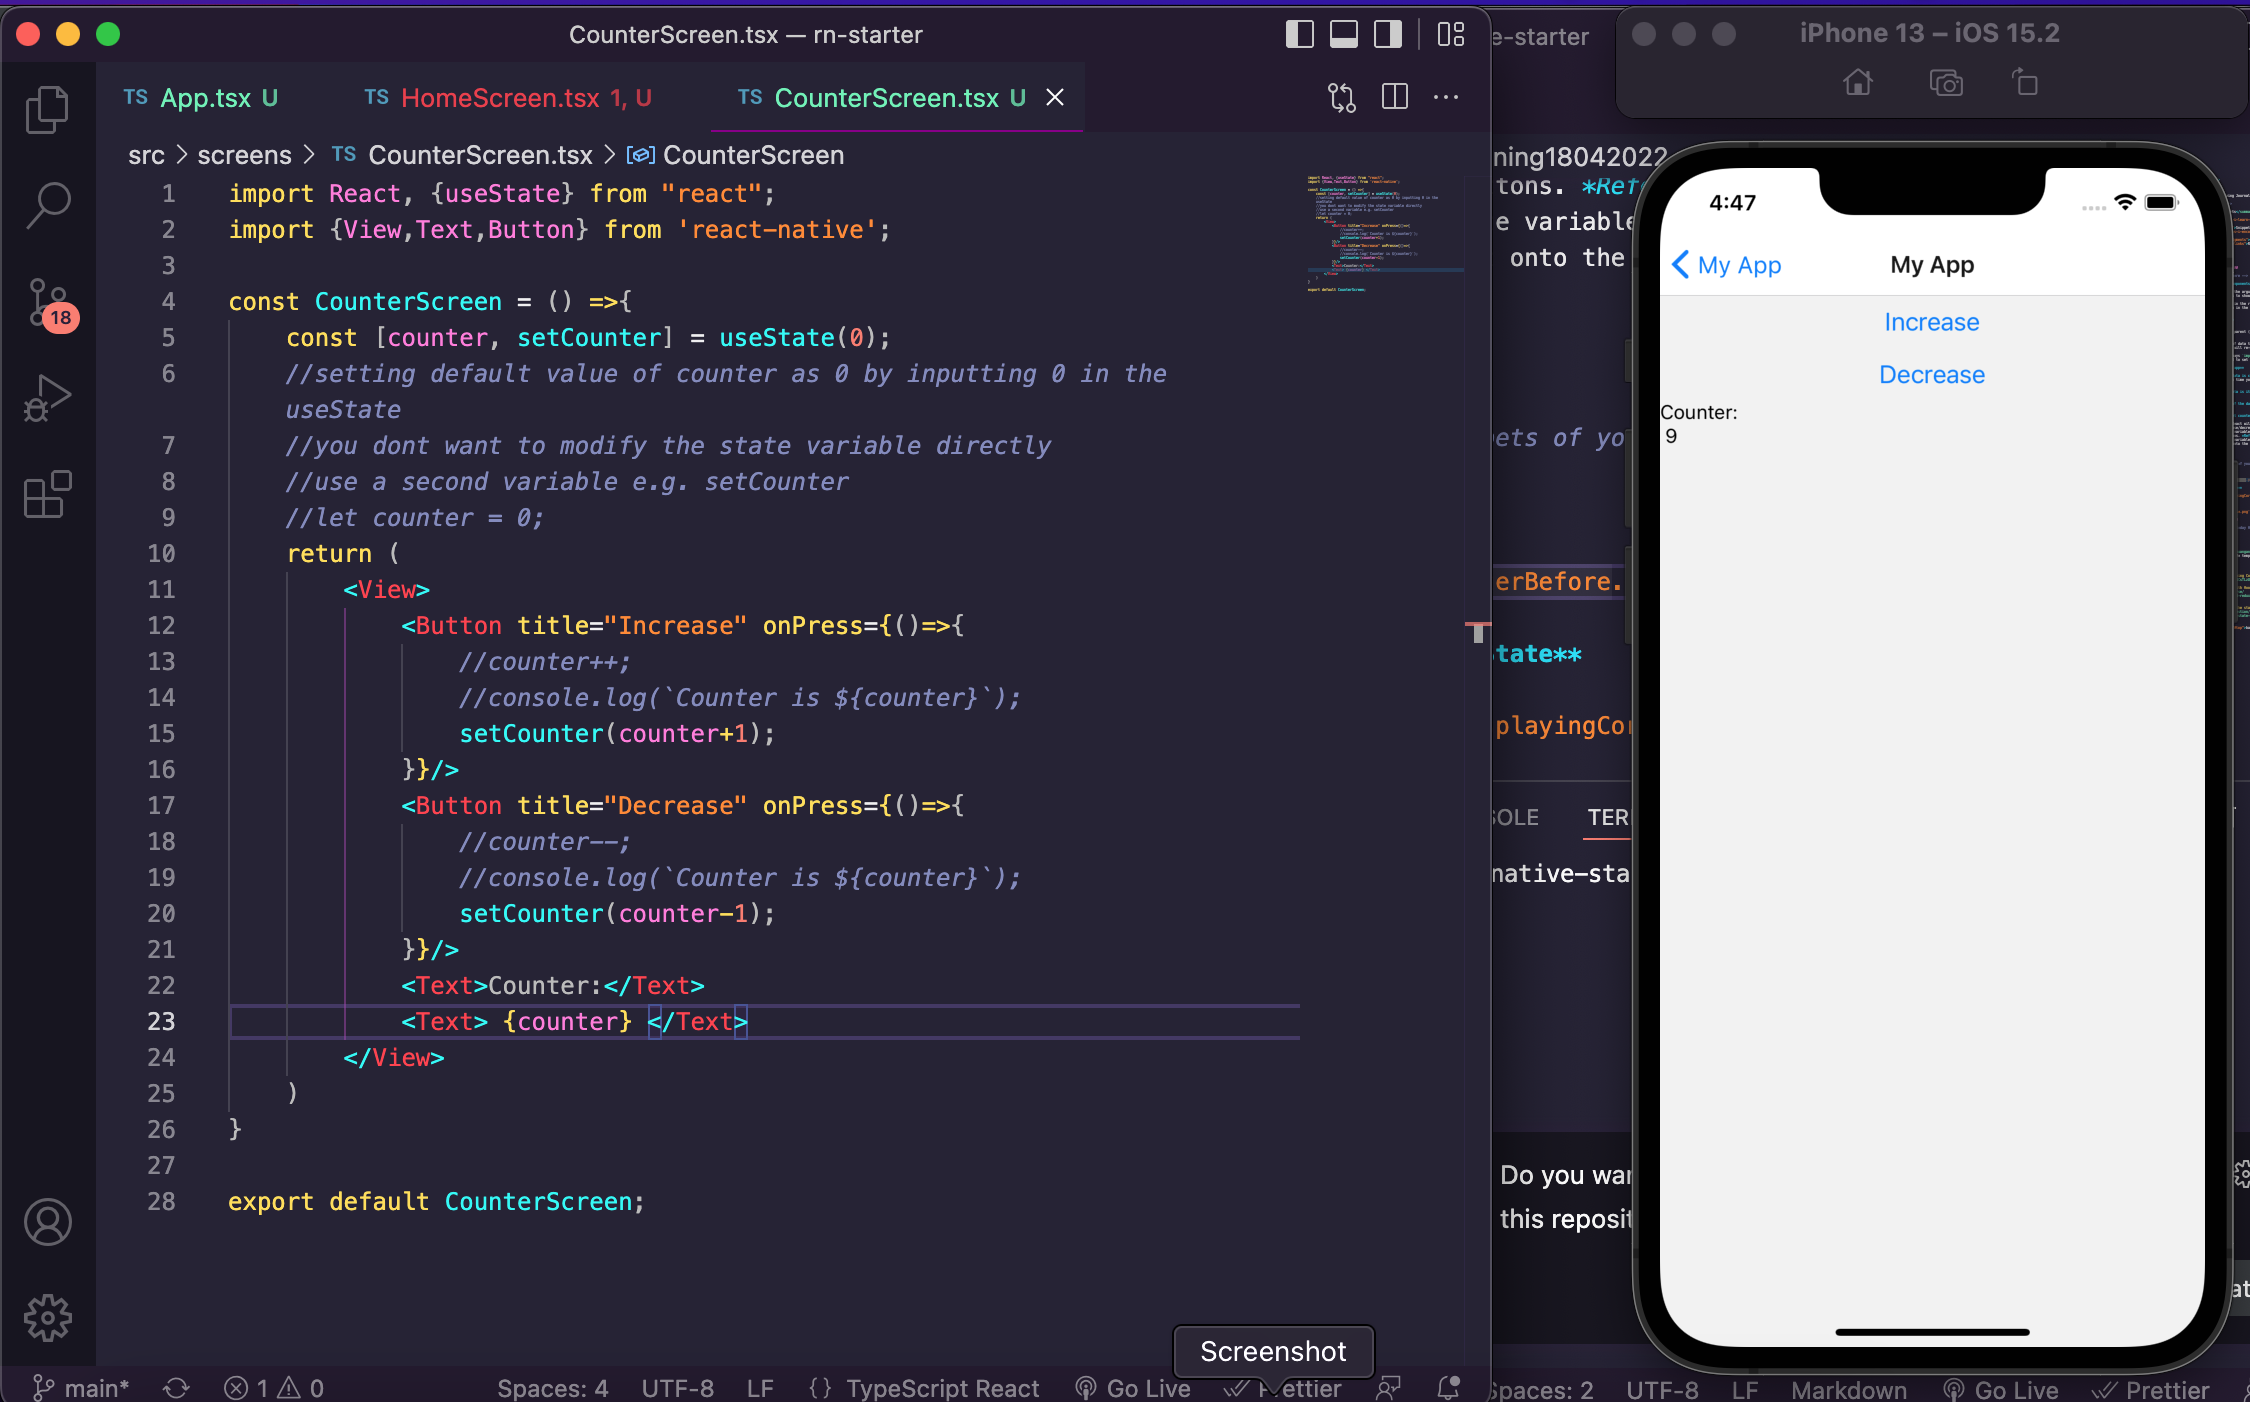 CounterScreen.tsx — rn-starter
TS App.tsx U
TS HomeScreen.tsx 1, U
TS CounterScreen.tsx U
src > screens > TS CounterScreen.tsx > CounterScreen
1 import React, {useState} from "react";
2 import {View,Text,Button} from 'react-native';
3
4 const CounterScreen = () =>{
5 const [counter, setCounter] = useState(0);
6 //setting default value of counter as 0 by inputting 0 in the
useState
7 //you dont want to modify the state variable directly
8 //use a second variable e.g. setCounter
9 //let counter = 0;
10 return (
11 <View>
12 <Button title="Increase" onPress={()=>{
13 //counter++;
14 //console.log(`Counter is ${counter}`);
15 setCounter(counter+1);
16 }}/>
17 <Button title="Decrease" onPress={()=>{
18 //counter--;
19 //console.log(`Counter is ${counter}`);
20 setCounter(counter-1);
21 }}/>
22 <Text>Counter:</Text>
23 <Text> {counter} </Text>
24 </View>
25 )
26 }
27
28 export default CounterScreen;
18
Screenshot
main* 1 0 Spaces: 4 UTF-8 LF {} TypeScript React Go Live Prettier
e-starter
ning18042022
tons. *Ref
e variable
onto the
ets of yo
erBefore.
tate**
playingCo
SOLE TER
native-sta
Do you wan
this reposit
at
Spaces: 2 UTF-8 LF Markdown Go Live Prettier
iPhone 13 – iOS 15.2
4:47
My App
My App
Increase
Decrease
Counter:
9